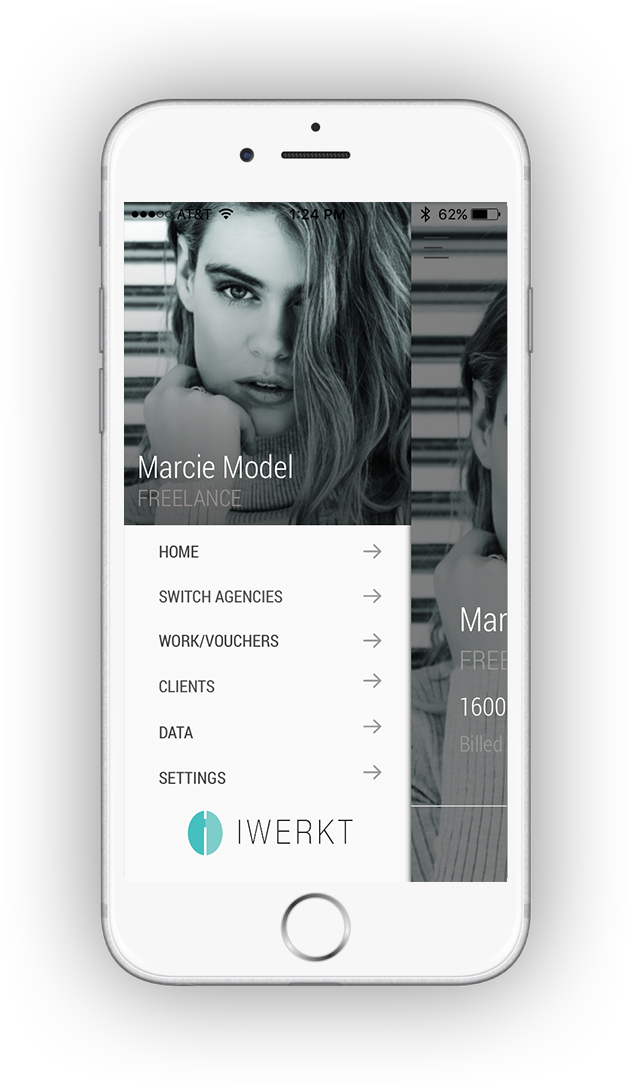 AT&T 1:24 PM 62%
Marcie Model
FREELANCE
HOME
SWITCH AGENCIES
WORK/VOUCHERS
CLIENTS
DATA
SETTINGS
IWERKT
Mar
FREE
1600
Billed